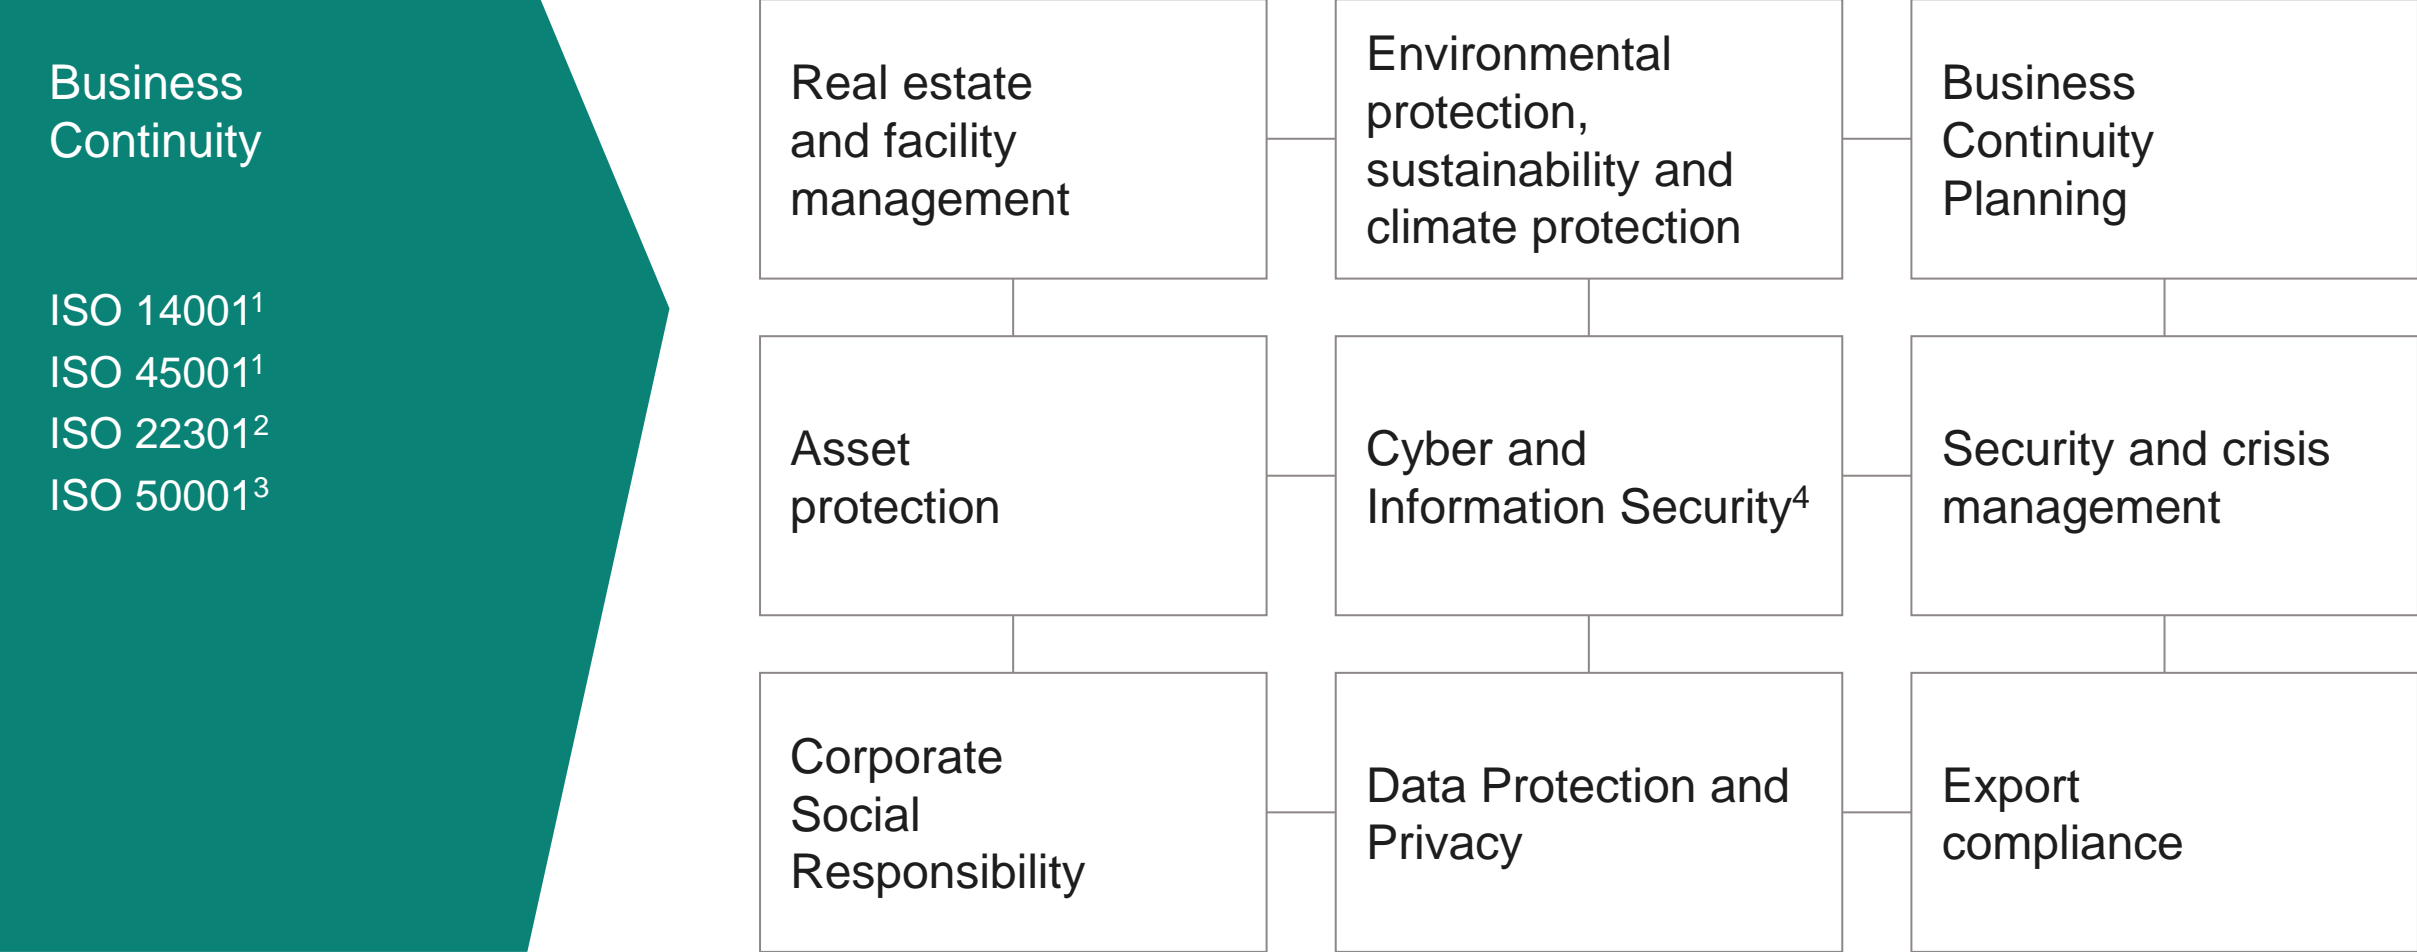 Business
Continuity
ISO 14001¹
ISO 45001¹
ISO 22301²
ISO 50001³
Real estate
and facility
management
Environmental
protection,
sustainability and
climate protection
Business
Continuity
Planning
Asset
protection
Cyber and
Information Security⁴
Security and crisis
management
Corporate
Social
Responsibility
Data Protection and
Privacy
Export
compliance